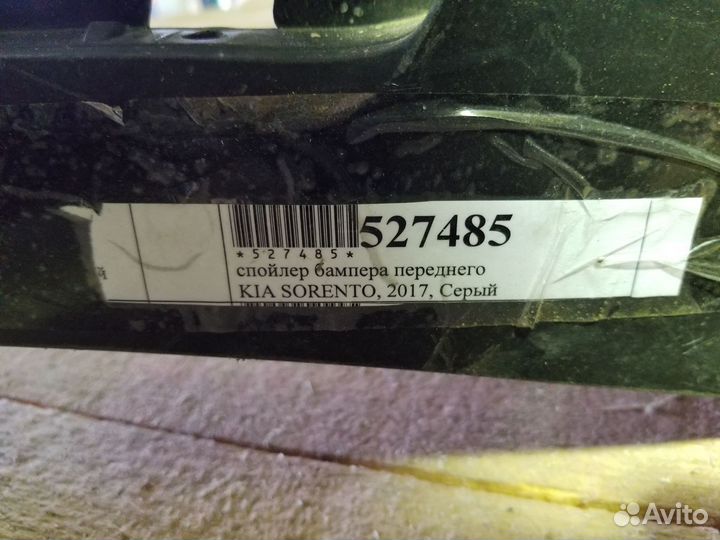 527485
*527485*
спойлер бампера переднего
KIA SORENTO, 2017, Серый
й
Avito